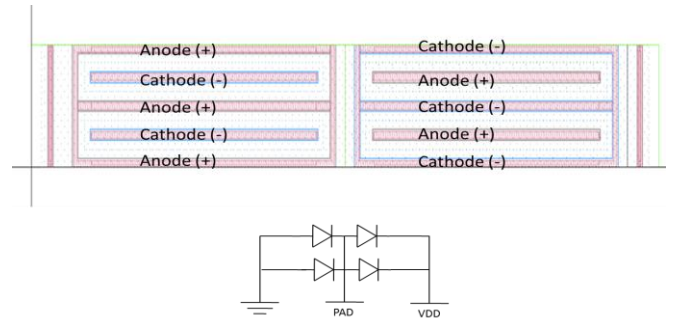 Anode (+)
Cathode (-)
Anode (+)
Cathode (-)
Anode (+)
Cathode (-)
Anode (+)
Cathode (-)
Anode (+)
Cathode (-)
PAD
VDD